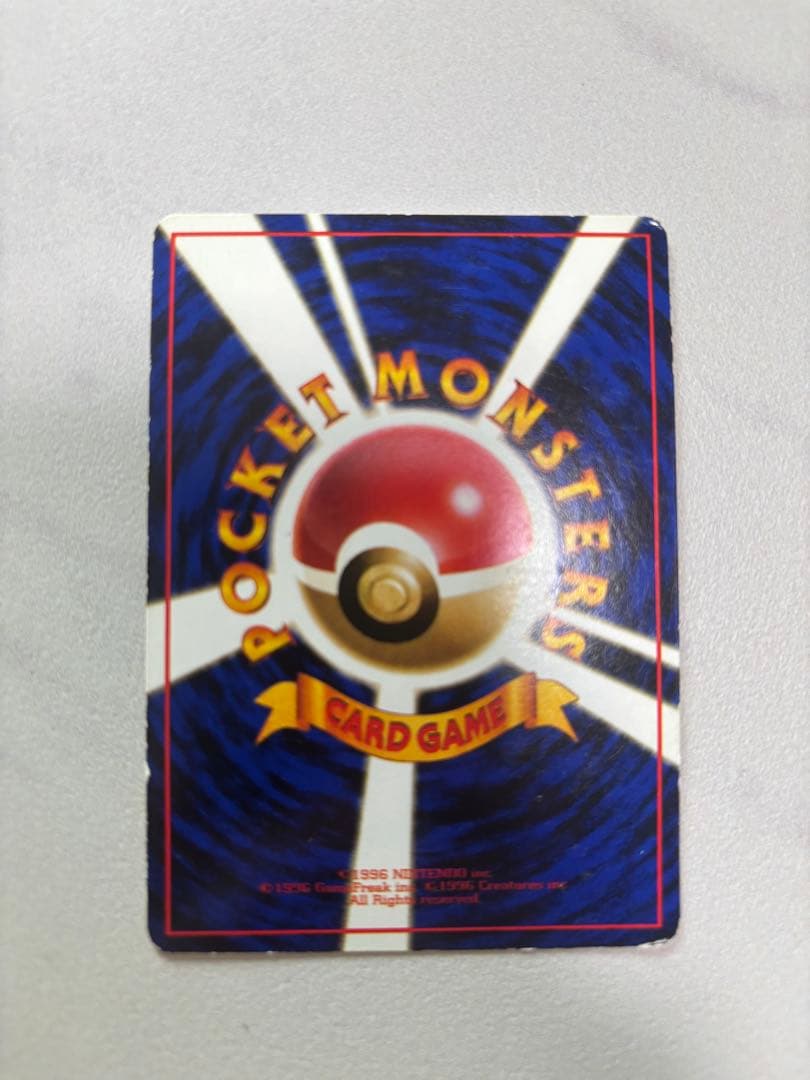 POCKET MONSTERS
CARD GAME
©1996 NINTENDO inc.
©1996 GameFreak inc. ©1996 Creatures inc.
All Rights reserved.